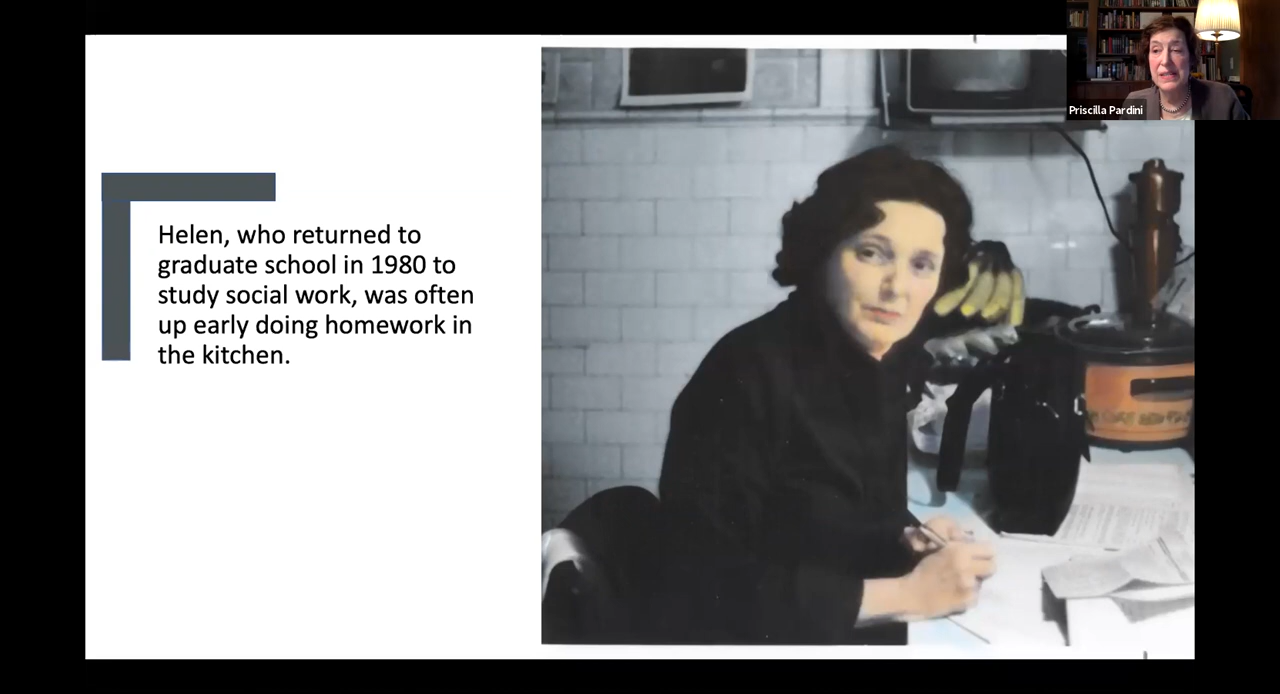 Helen, who returned to
graduate school in 1980 to
study social work, was often
up early doing homework in
the kitchen.
Priscilla Pardini